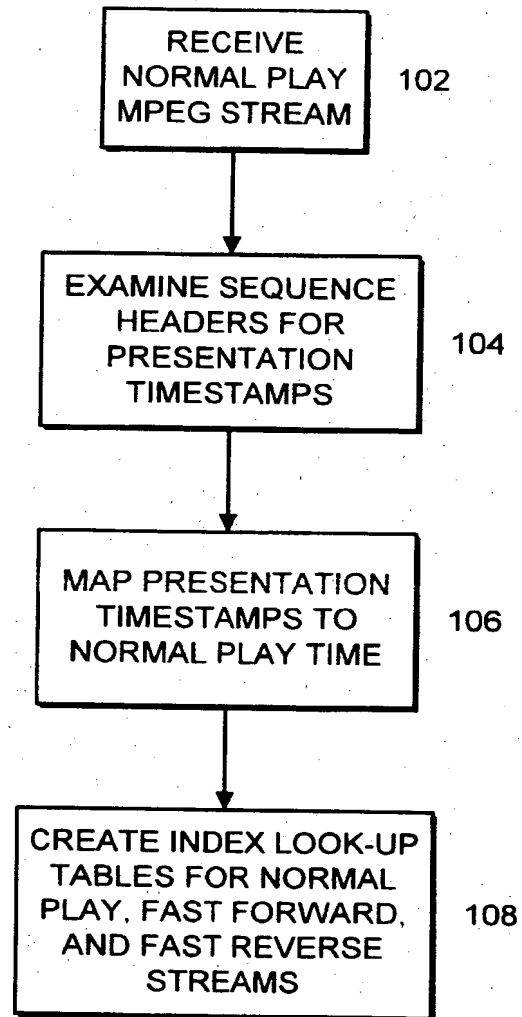 RECEIVE
NORMAL PLAY
MPEG STREAM
102
EXAMINE SEQUENCE
HEADERS FOR
PRESENTATION
TIMESTAMPS
104
MAP PRESENTATION
TIMESTAMPS TO
NORMAL PLAY TIME
106
CREATE INDEX LOOK-UP
TABLES FOR NORMAL
PLAY, FAST FORWARD,
AND FAST REVERSE
STREAMS
108